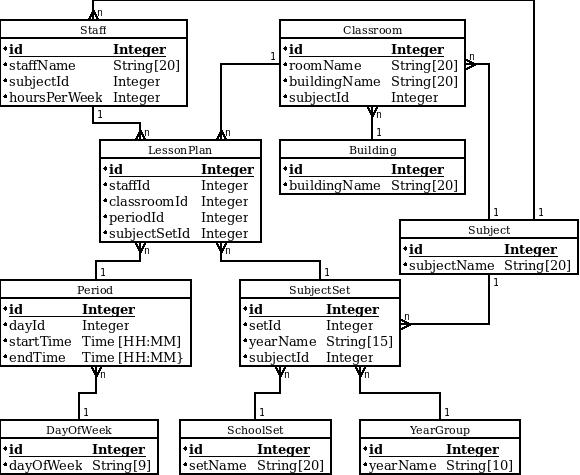 n
Staff
id Integer
staffName String[20]
subjectId Integer
hoursPerWeek Integer
1
Classroom
id Integer
roomName String[20]
buildingName String[20]
subjectId Integer
1
n
n
1
n
n
LessonPlan
id Integer
staffId Integer
classroomId Integer
periodId Integer
subjectSetId Integer
n
n
Building
id Integer
buildingName String[20]
1
1
Subject
id Integer
subjectName String[20]
1
1
Period
id Integer
dayId Integer
startTime Time [HH:MM]
endTime Time [HH:MM}
n
1
SubjectSet
id Integer
setId Integer
yearName String[15]
subjectId Integer
n
n
n
1
DayOfWeek
id Integer
dayOfWeek String[9]
1
SchoolSet
id Integer
setName String[20]
1
YearGroup
id Integer
yearName String[10]